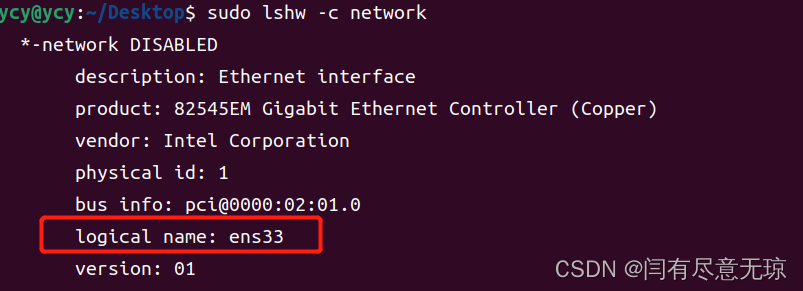 ycy@ycy:~/Desktop$ sudo lshw -c network
*-network DISABLED
description: Ethernet interface
product: 82545EM Gigabit Ethernet Controller (Copper)
vendor: Intel Corporation
physical id: 1
bus info: pci@0000:02:01.0
logical name: ens33
version: 01
CSDN @闫有尽意无琼